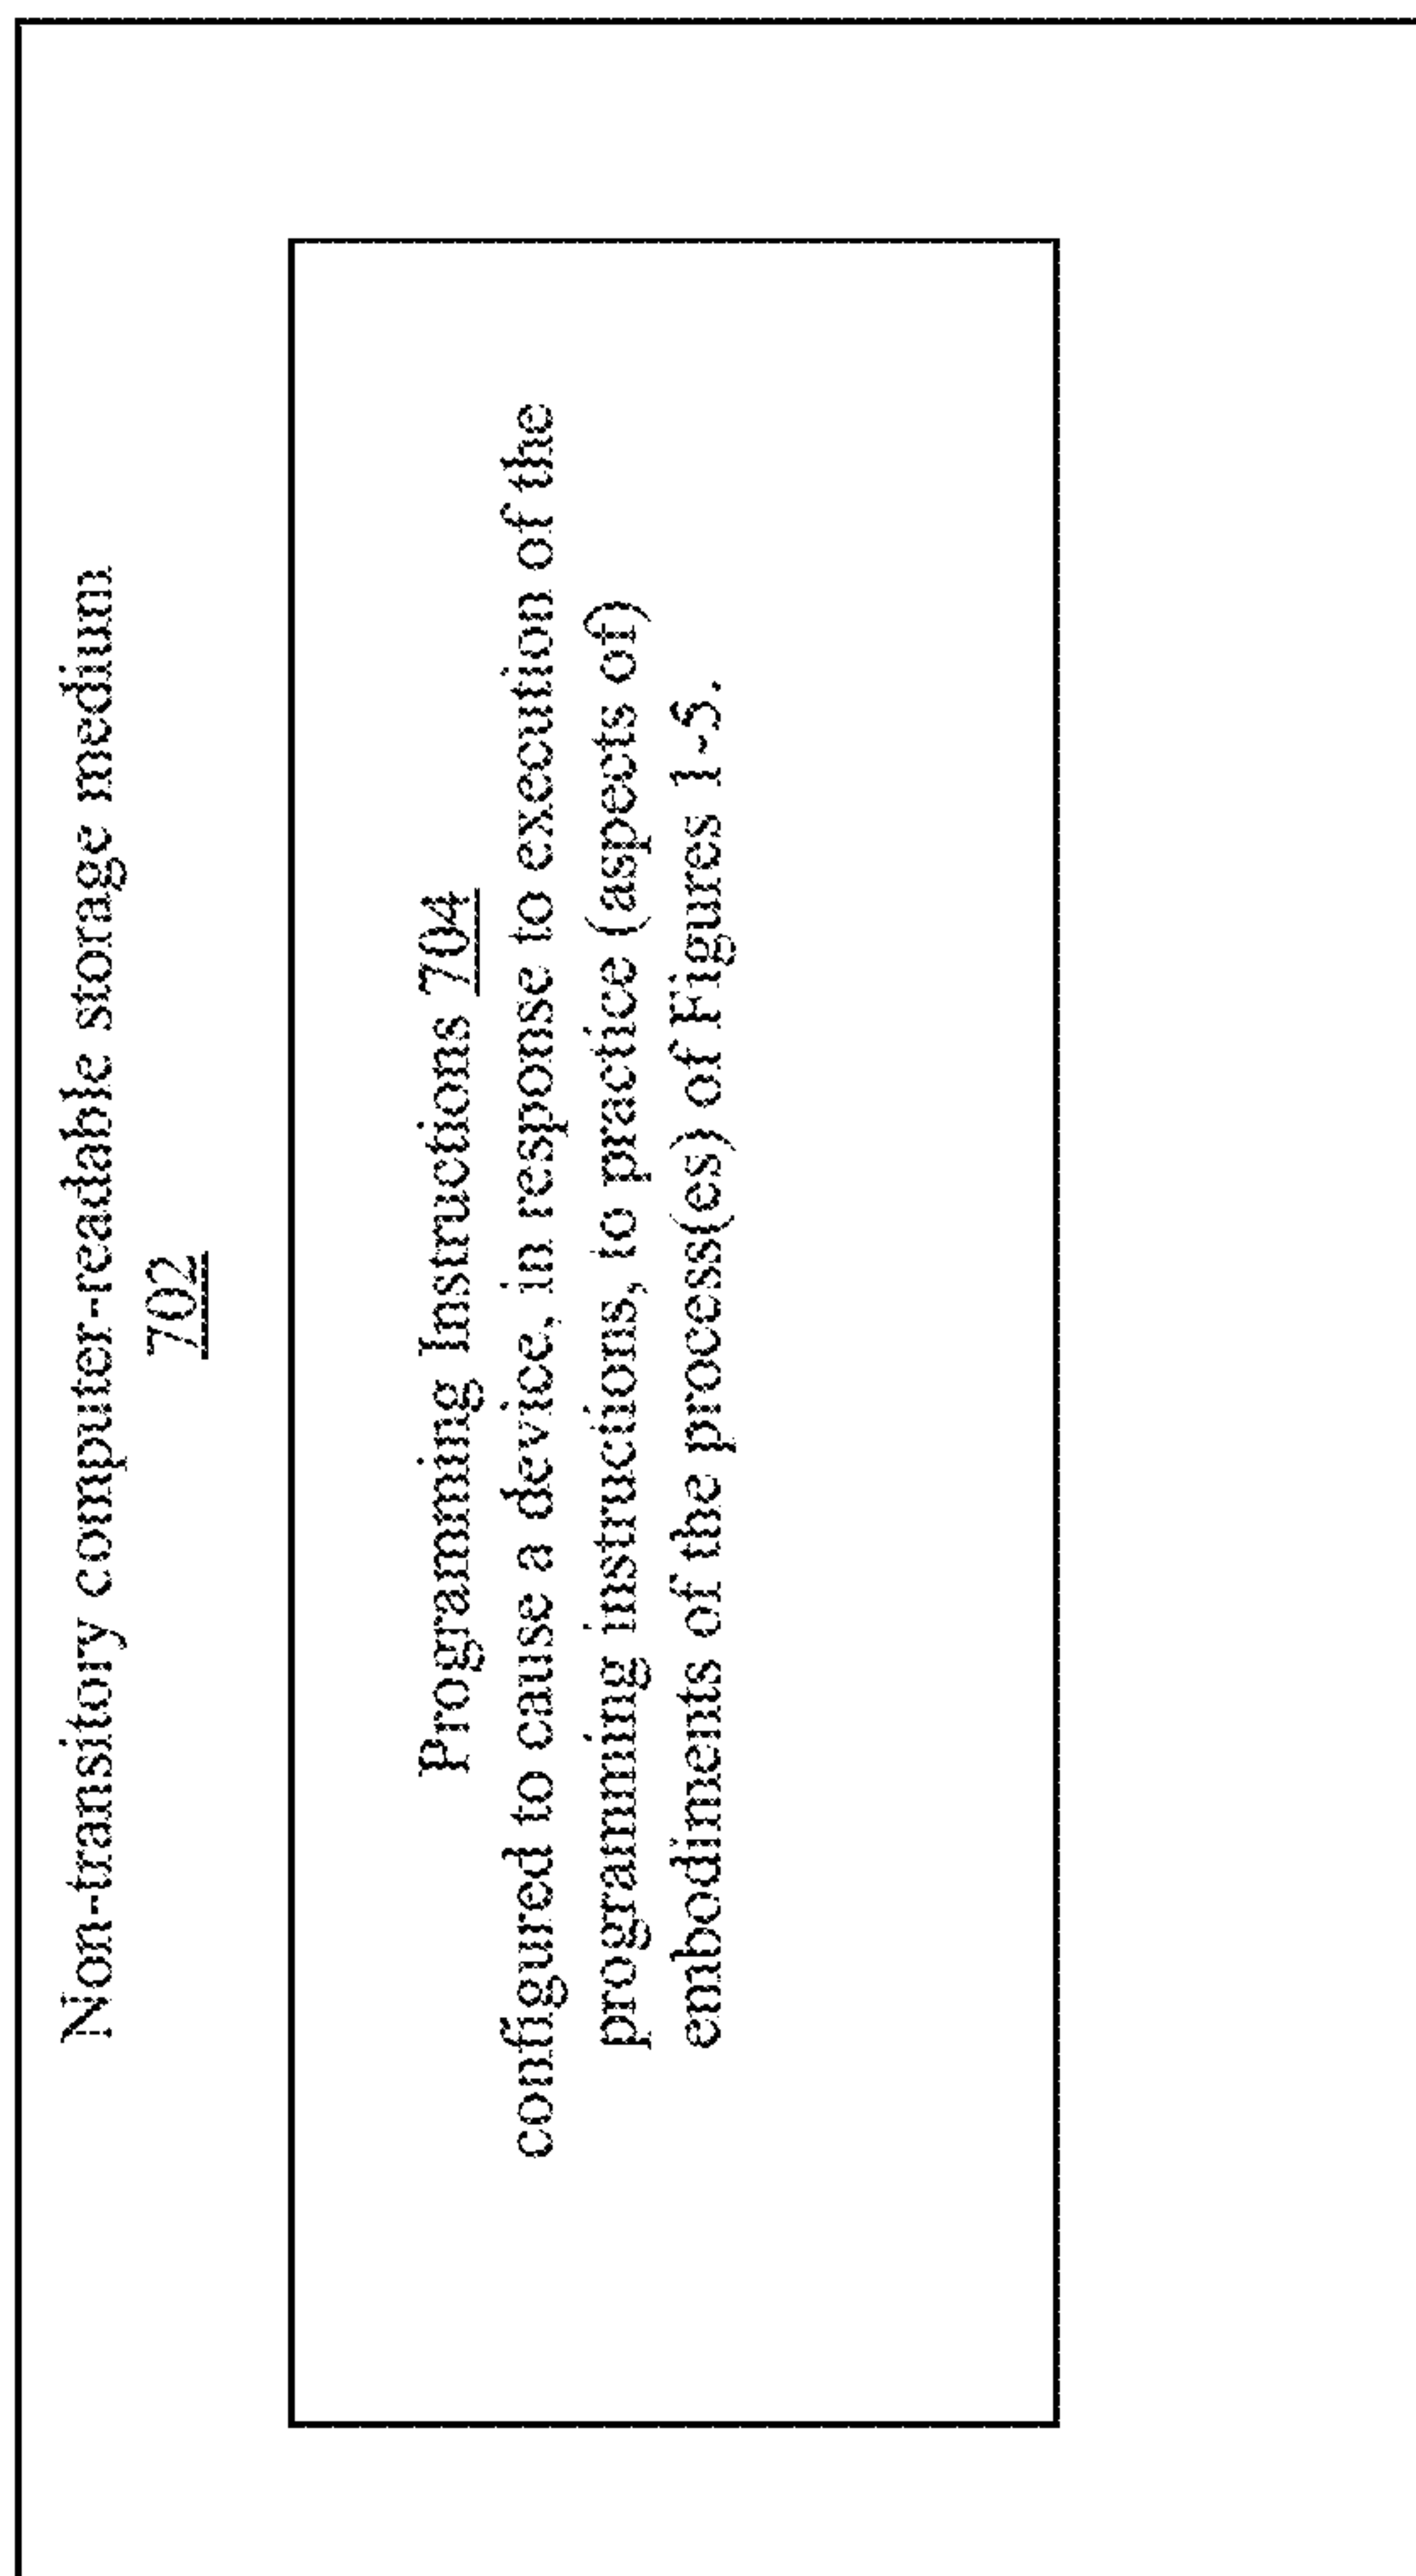 Non-transitory computer-readable storage medium
702
Programming Instructions 704
configured to cause a device, in response to execution of the
programming instructions, to practice (aspects of)
embodiments of the process(es) of Figures 1-5.